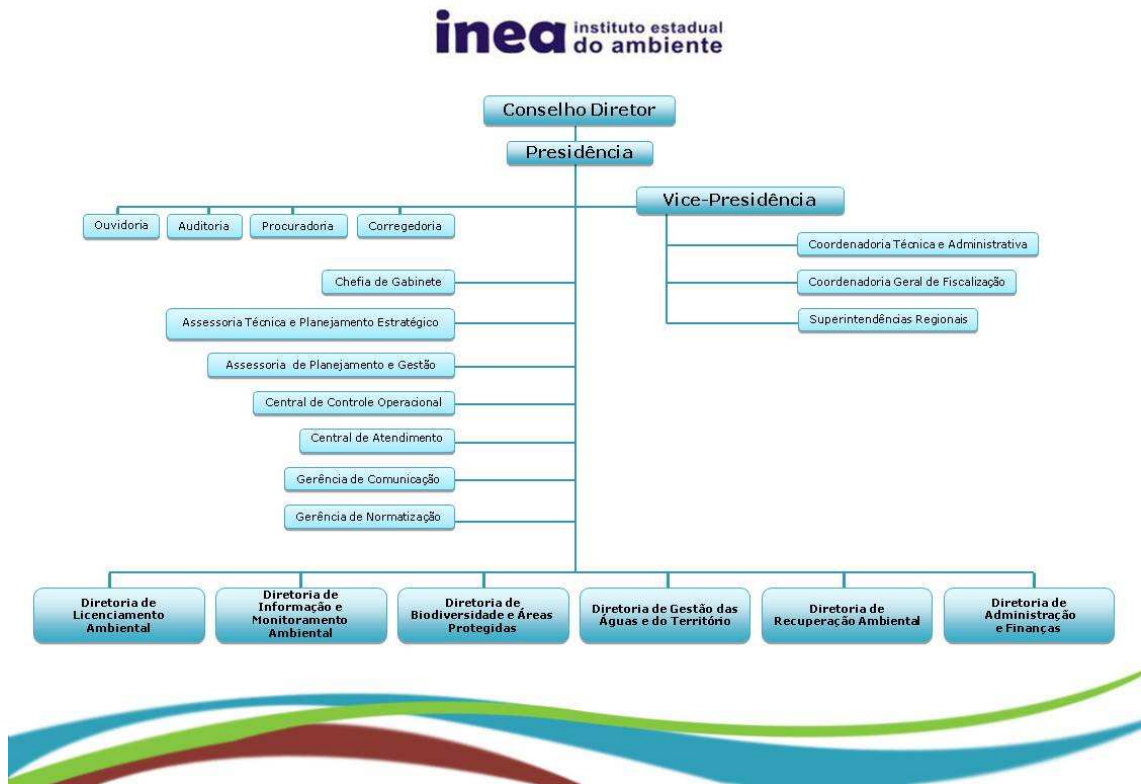 inea instituto estadual
do ambiente
Conselho Diretor
Presidência
Vice-Presidência
Ouvidoria
Auditoria
Procuradoria
Corregedoria
Coordenadoria Técnica e Administrativa
Coordenadoria Geral de Fiscalização
Superintendências Regionais
Chefia de Gabinete
Assessoria Técnica e Planejamento Estratégico
Assessoria de Planejamento e Gestão
Central de Controle Operacional
Central de Atendimento
Gerência de Comunicação
Gerência de Normatização
Diretoria de
Licenciamento
Ambiental
Diretoria de
Informação e
Monitoramento
Ambiental
Diretoria de
Biodiversidade e Áreas
Protegidas
Diretoria de Gestão das
Águas e do Território
Diretoria de
Recuperação Ambiental
Diretoria de
Administração
e Finanças